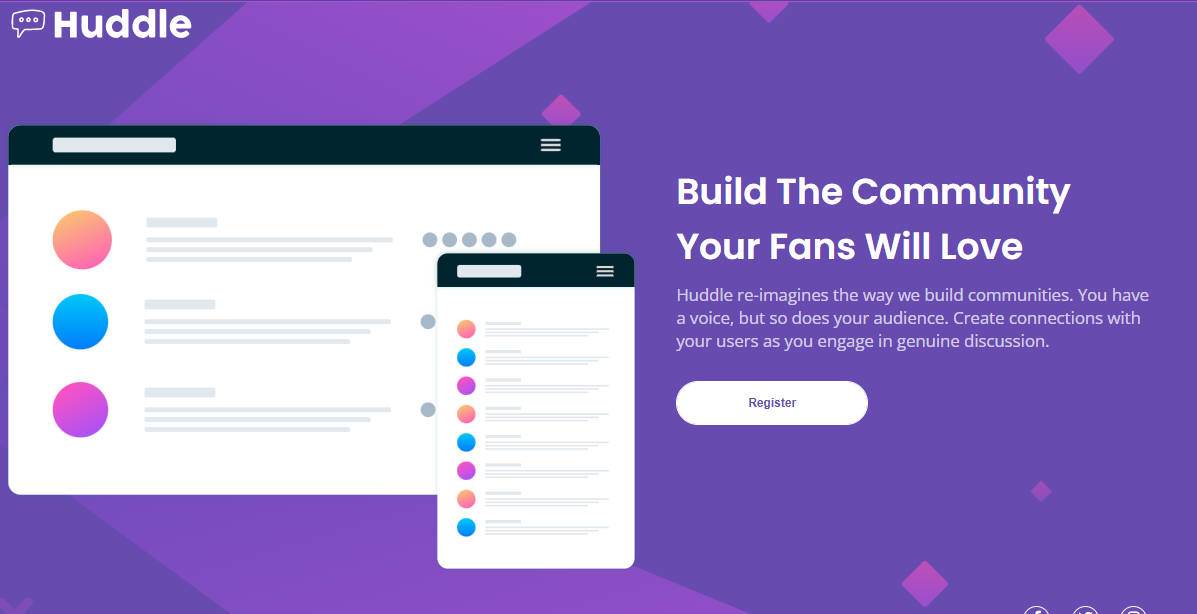 Huddle
Build The Community
Your Fans Will Love
Huddle re-imagines the way we build communities. You have
a voice, but so does your audience. Create connections with
your users as you engage in genuine discussion.
Register